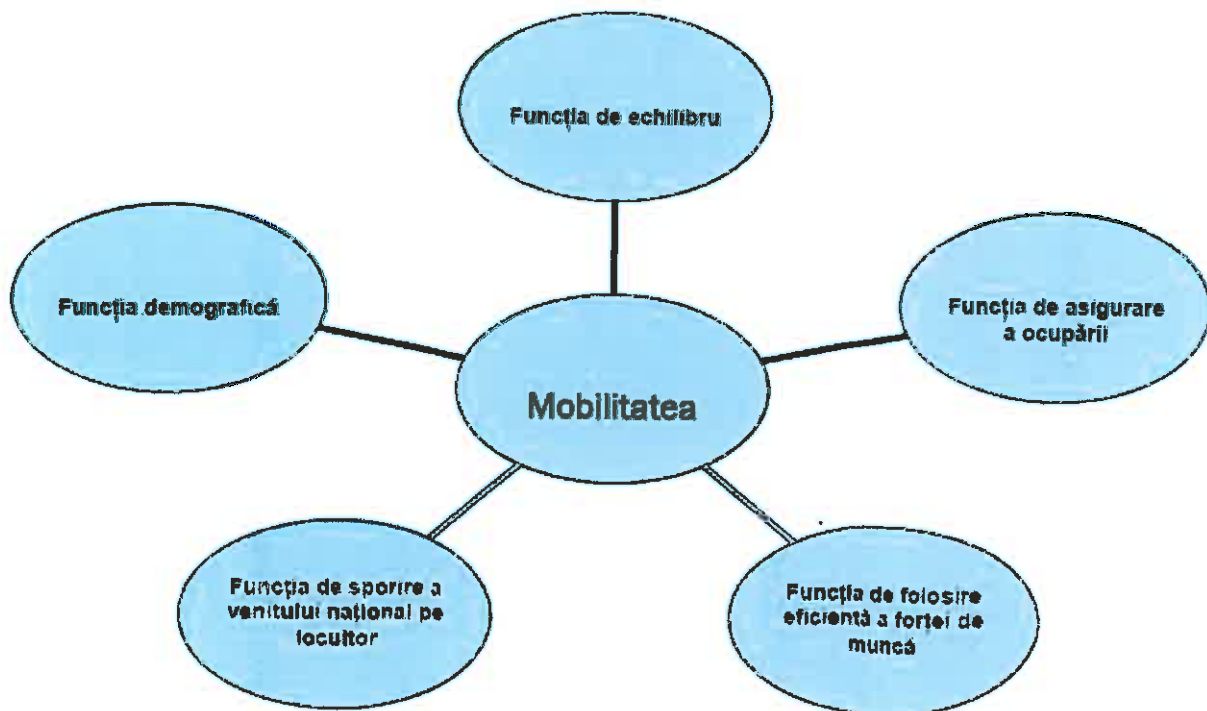 Funcția de echilibru
Funcția demografică
Funcția de asigurare
a ocupării
Mobilitatea
Funcția de sporire a
venitului național pe
locuitor
Funcția de folosire
eficientă a forței de
muncă